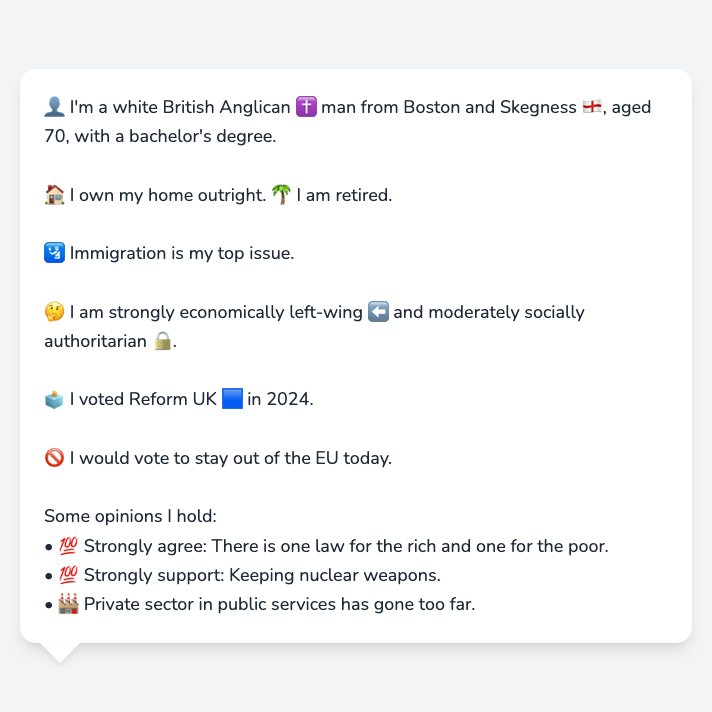 👤 I'm a white British Anglican ✝️ man from Boston and Skegness 🏴󠁧󠁢󠁥󠁮󠁧󠁿, aged
70, with a bachelor's degree.
🏠 I own my home outright. 🌴 I am retired.
🛂 Immigration is my top issue.
🤔 I am strongly economically left-wing ⬅️ and moderately socially
authoritarian 🔒.
🗳️ I voted Reform UK 🟦 in 2024.
🚫 I would vote to stay out of the EU today.
Some opinions I hold:
• 💯 Strongly agree: There is one law for the rich and one for the poor.
• 💯 Strongly support: Keeping nuclear weapons.
• 🏭 Private sector in public services has gone too far.